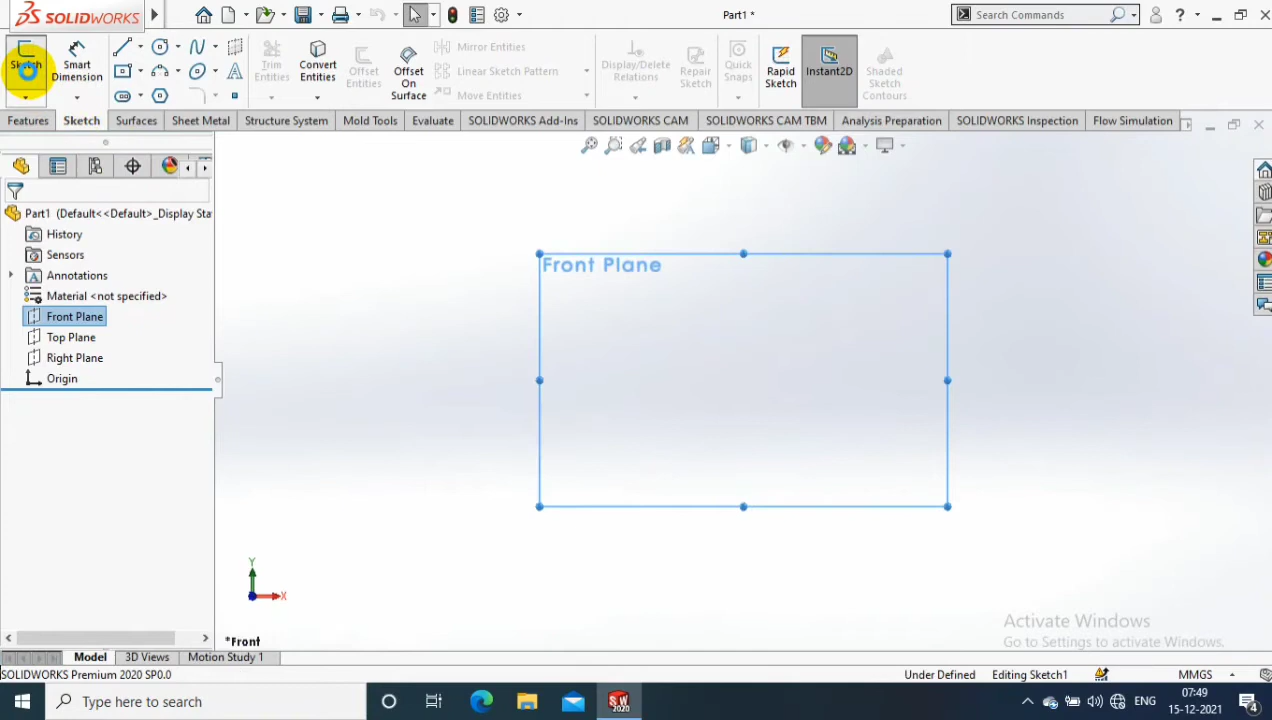 SOLIDWORKS
Part1 *
Search Commands
Sketch
Smart Dimension
Trim Entities
Convert Entities
Offset Entities
Offset On Surface
Mirror Entities
Linear Sketch Pattern
Move Entities
Display/Delete Relations
Repair Sketch
Quick Snaps
Rapid Sketch
Instant2D
Shaded Sketch Contours
Features
Sketch
Surfaces
Sheet Metal
Structure System
Mold Tools
Evaluate
SOLIDWORKS Add-Ins
SOLIDWORKS CAM
SOLIDWORKS CAM TBM
Analysis Preparation
SOLIDWORKS Inspection
Flow Simulation
Part1 (Default<<Default>_Display Sta
History
Sensors
Annotations
Material <not specified>
Front Plane
Top Plane
Right Plane
Origin
Front Plane
Y
X
*Front
Activate Windows
Go to Settings to activate Windows.
Model
3D Views
Motion Study 1
SOLIDWORKS Premium 2020 SP0.0
Under Defined
Editing Sketch1
MMGS
Type here to search
SW
2020
ENG
07:49
15-12-2021
4